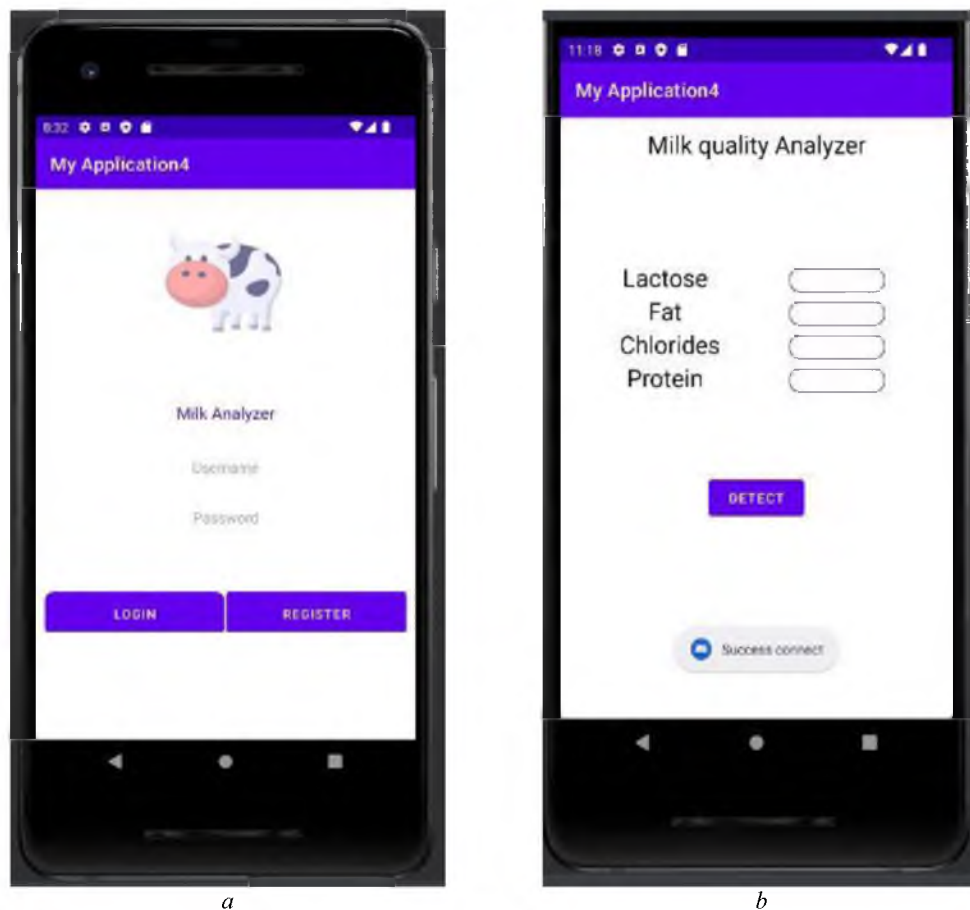 8:32
My Application4
Milk Analyzer
Username
Password
LOGIN REGISTER
a
11:18
My Application4
Milk quality Analyzer
Lactose
Fat
Chlorides
Protein
DETECT
Success connect
b